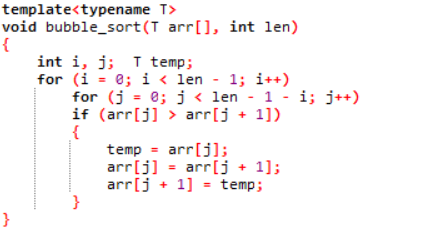 template<typename T>
void bubble_sort(T arr[], int len)
{
    int i, j;  T temp;
    for (i = 0; i < len - 1; i++)
        for (j = 0; j < len - 1 - i; j++)
        if (arr[j] > arr[j + 1])
        {
            temp = arr[j];
            arr[j] = arr[j + 1];
            arr[j + 1] = temp;
        }
}